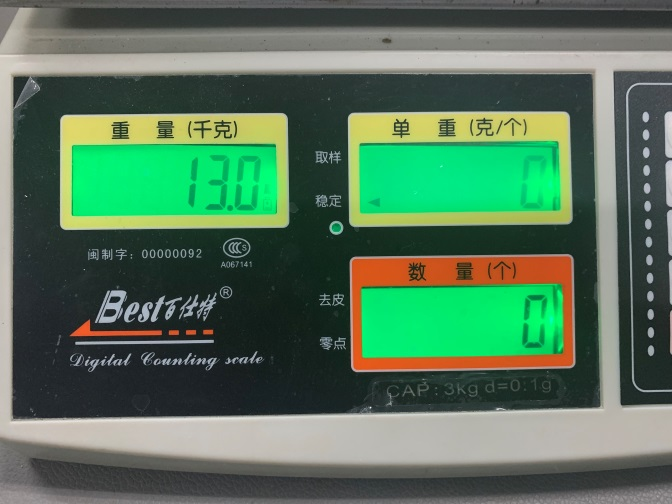 重 量 (千克)
13.0
闽制字: 00000092
CCC S
A067141
Best百仕特®
Digital Counting scale
取样
稳定
单 重 (克/个)
0
去皮
零点
数 量 (个)
0
CAP: 3kg d=0.1g